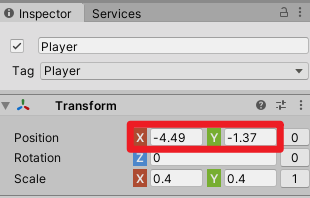 Inspector Services
Player
Tag Player
Transform
Position X -4.49 Y -1.37 0
Rotation Z 0 0
Scale X 0.4 Y 0.4 1